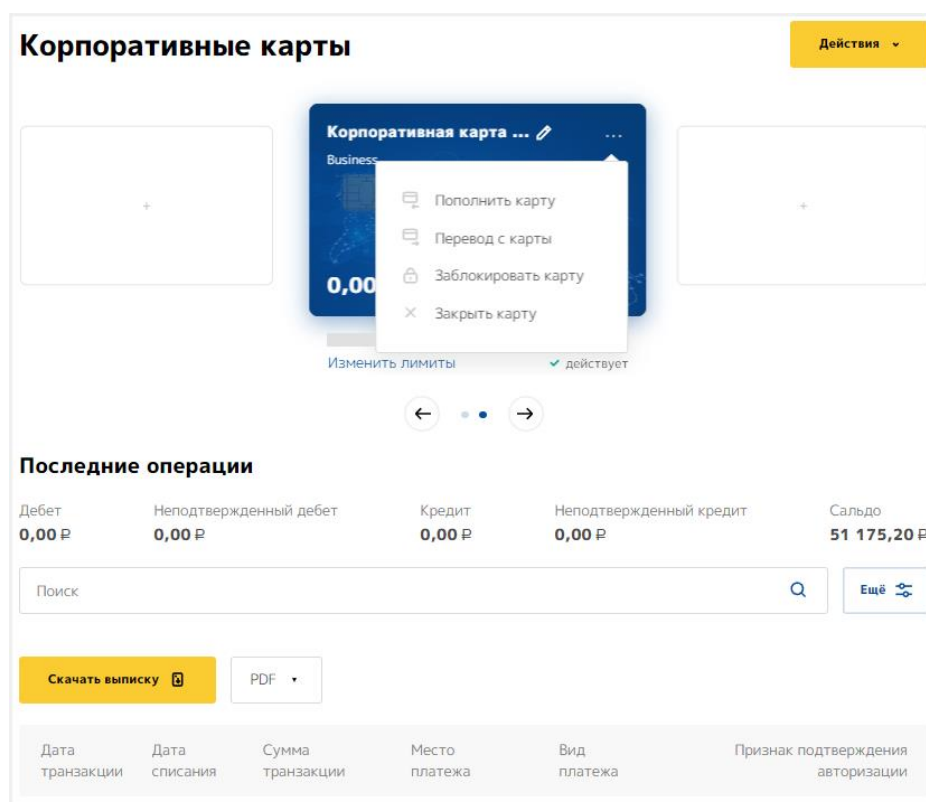 Корпоративные карты
Действия
Корпоративная карта ...
...
Business
Пополнить карту
Перевод с карты
Заблокировать карту
0,00
Закрыть карту
Изменить лимиты
действует
Последние операции
Дебет Неподтвержденный дебет Кредит Неподтвержденный кредит Сальдо
0,00 ₽ 0,00 ₽ 0,00 ₽ 0,00 ₽ 51 175,20 ₽
Поиск
Ещё
Скачать выписку
PDF
Дата Дата Сумма Место Вид Признак подтверждения
транзакции списания транзакции платежа платежа авторизации